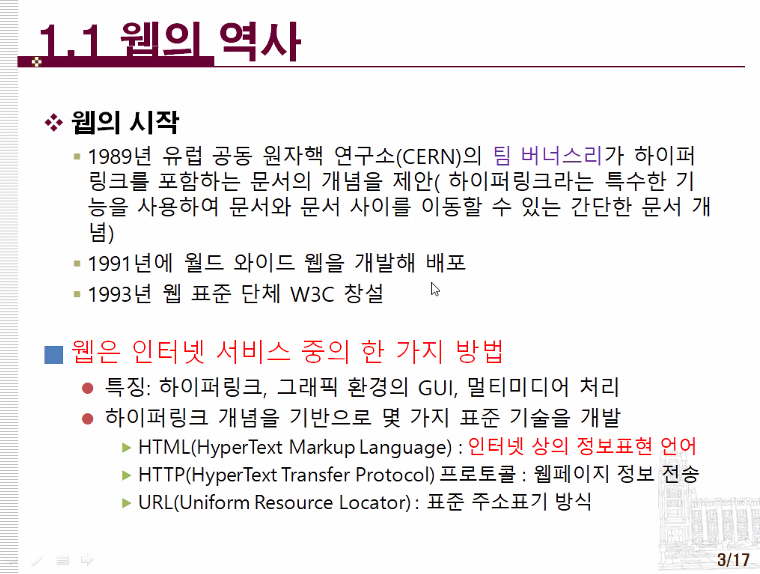 1.1 웹의 역사
웹의 시작
1989년 유럽 공동 원자핵 연구소(CERN)의 팀 버너스리가 하이퍼
링크를 포함하는 문서의 개념을 제안( 하이퍼링크라는 특수한 기
능을 사용하여 문서와 문서 사이를 이동할 수 있는 간단한 문서 개
념)
1991년에 월드 와이드 웹을 개발해 배포
1993년 웹 표준 단체 W3C 창설
웹은 인터넷 서비스 중의 한 가지 방법
특징: 하이퍼링크, 그래픽 환경의 GUI, 멀티미디어 처리
하이퍼링크 개념을 기반으로 몇 가지 표준 기술을 개발
HTML(HyperText Markup Language) : 인터넷 상의 정보표현 언어
HTTP(HyperText Transfer Protocol) 프로토콜 : 웹페이지 정보 전송
URL(Uniform Resource Locator) : 표준 주소표기 방식
3/17